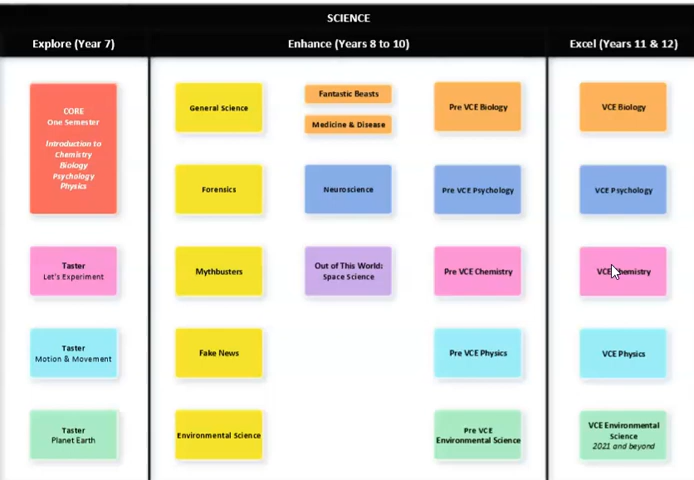 SCIENCE
Explore (Year 7)
Enhance (Years 8 to 10)
Excel (Years 11 & 12)
CORE
One Semester
Introduction to
Chemistry
Biology
Psychology
Physics
Taster
Let's Experiment
Taster
Motion & Movement
Taster
Planet Earth
General Science
Forensics
Mythbusters
Fake News
Environmental Science
Fantastic Beasts
Medicine & Disease
Neuroscience
Out of This World:
Space Science
Pre VCE Biology
Pre VCE Psychology
Pre VCE Chemistry
Pre VCE Physics
Pre VCE
Environmental Science
VCE Biology
VCE Psychology
VCE Chemistry
VCE Physics
VCE Environmental
Science
2021 and beyond